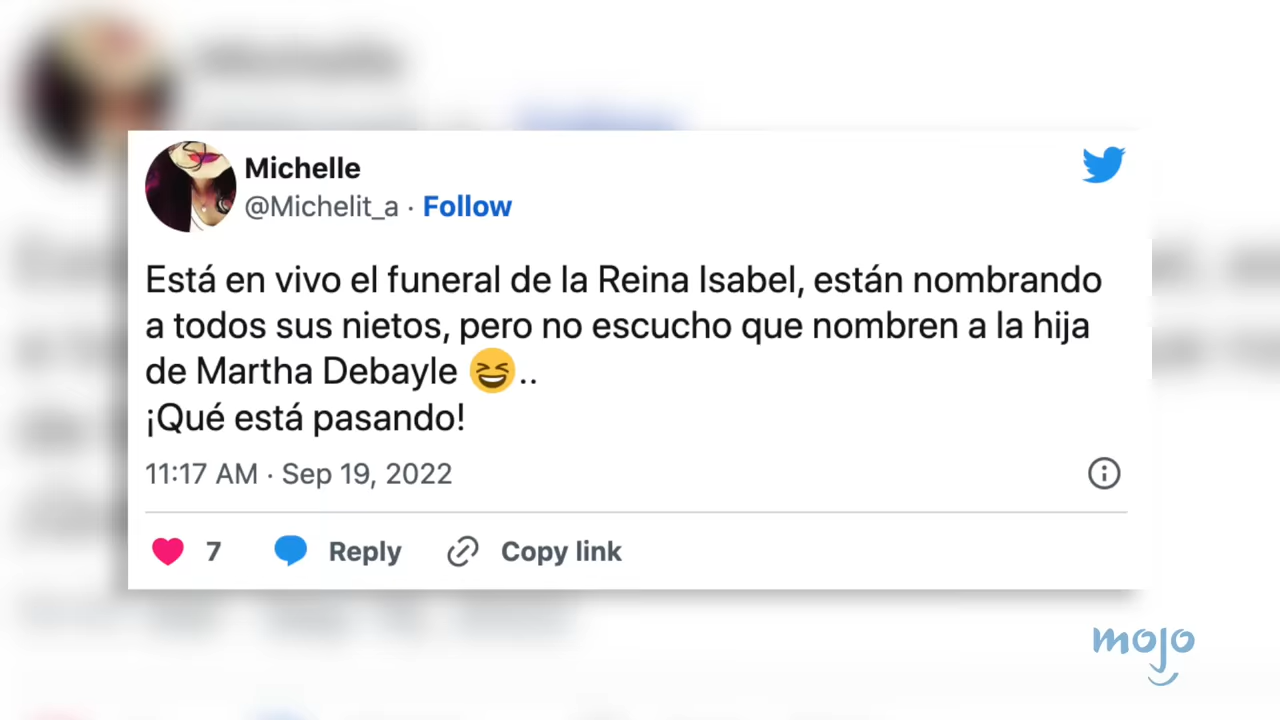 Michelle
@Michelit_a · Follow
Está en vivo el funeral de la Reina Isabel, están nombrando
a todos sus nietos, pero no escucho que nombren a la hija
de Martha Debayle 😆..
¡Qué está pasando!
11:17 AM · Sep 19, 2022
7 Reply Copy link
mojo